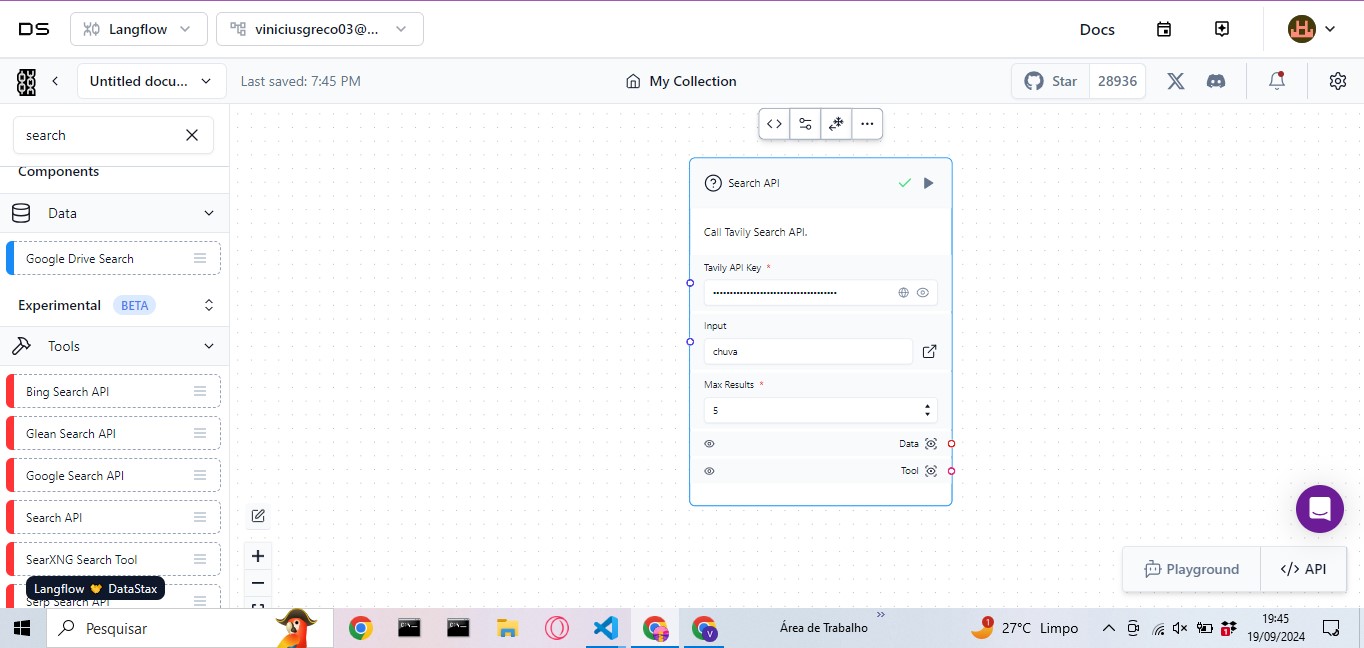 DS
Langflow
viniciusgreco03@...
Docs
Untitled docu...
Last saved: 7:45 PM
My Collection
Star
28936
search
Components
Data
Google Drive Search
Experimental
BETA
Tools
Bing Search API
Glean Search API
Google Search API
Search API
SearXNG Search Tool
Serp Search API
Langflow 🤝 DataStax
Search API
Call Tavily Search API.
Tavily API Key *
••••••••••••••••••••••••••••••••••••••
Input
chuva
Max Results *
5
Data
Tool
Playground
</> API
Pesquisar
Área de Trabalho
»
1
27°C Limpo
1
19:45
19/09/2024
V